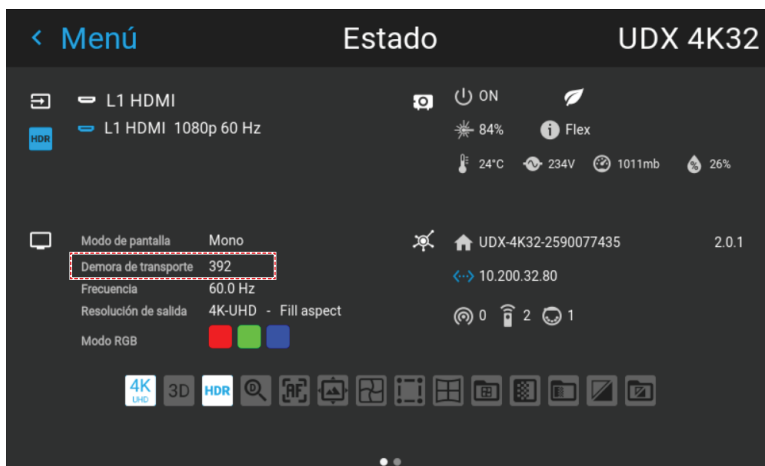 Menú
Estado
UDX 4K32
L1 HDMI
HDR
L1 HDMI 1080p 60 Hz
ON
84%
Flex
24°C
234V
1011mb
26%
Modo de pantalla Mono
Demora de transporte 392
Frecuencia 60.0 Hz
Resolución de salida 4K-UHD - Fill aspect
Modo RGB
UDX-4K32-2590077435 2.0.1
10.200.32.80
0 2 1
4K UHD 3D HDR AF